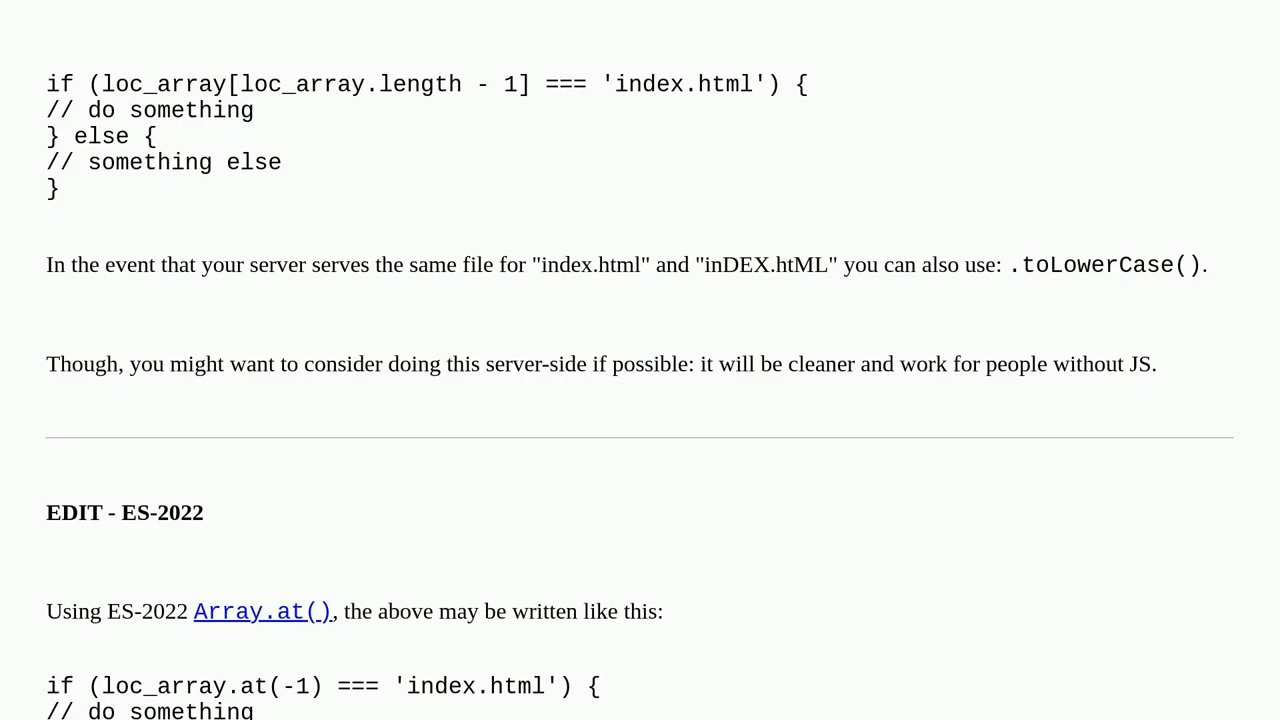 if (loc_array[loc_array.length - 1] === 'index.html') {
// do something
} else {
// something else
}
In the event that your server serves the same file for "index.html" and "inDEX.htML" you can also use: .toLowerCase().
Though, you might want to consider doing this server-side if possible: it will be cleaner and work for people without JS.
EDIT - ES-2022
Using ES-2022 Array.at(), the above may be written like this:
if (loc_array.at(-1) === 'index.html') {
// do something